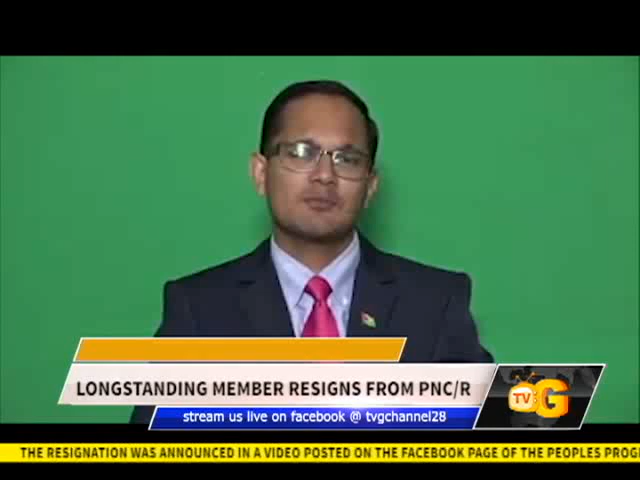 LONGSTANDING MEMBER RESIGNS FROM PNC/R
TVG
stream us live on facebook @ tvgchannel28
THE RESIGNATION WAS ANNOUNCED IN A VIDEO POSTED ON THE FACEBOOK PAGE OF THE PEOPLES PROG